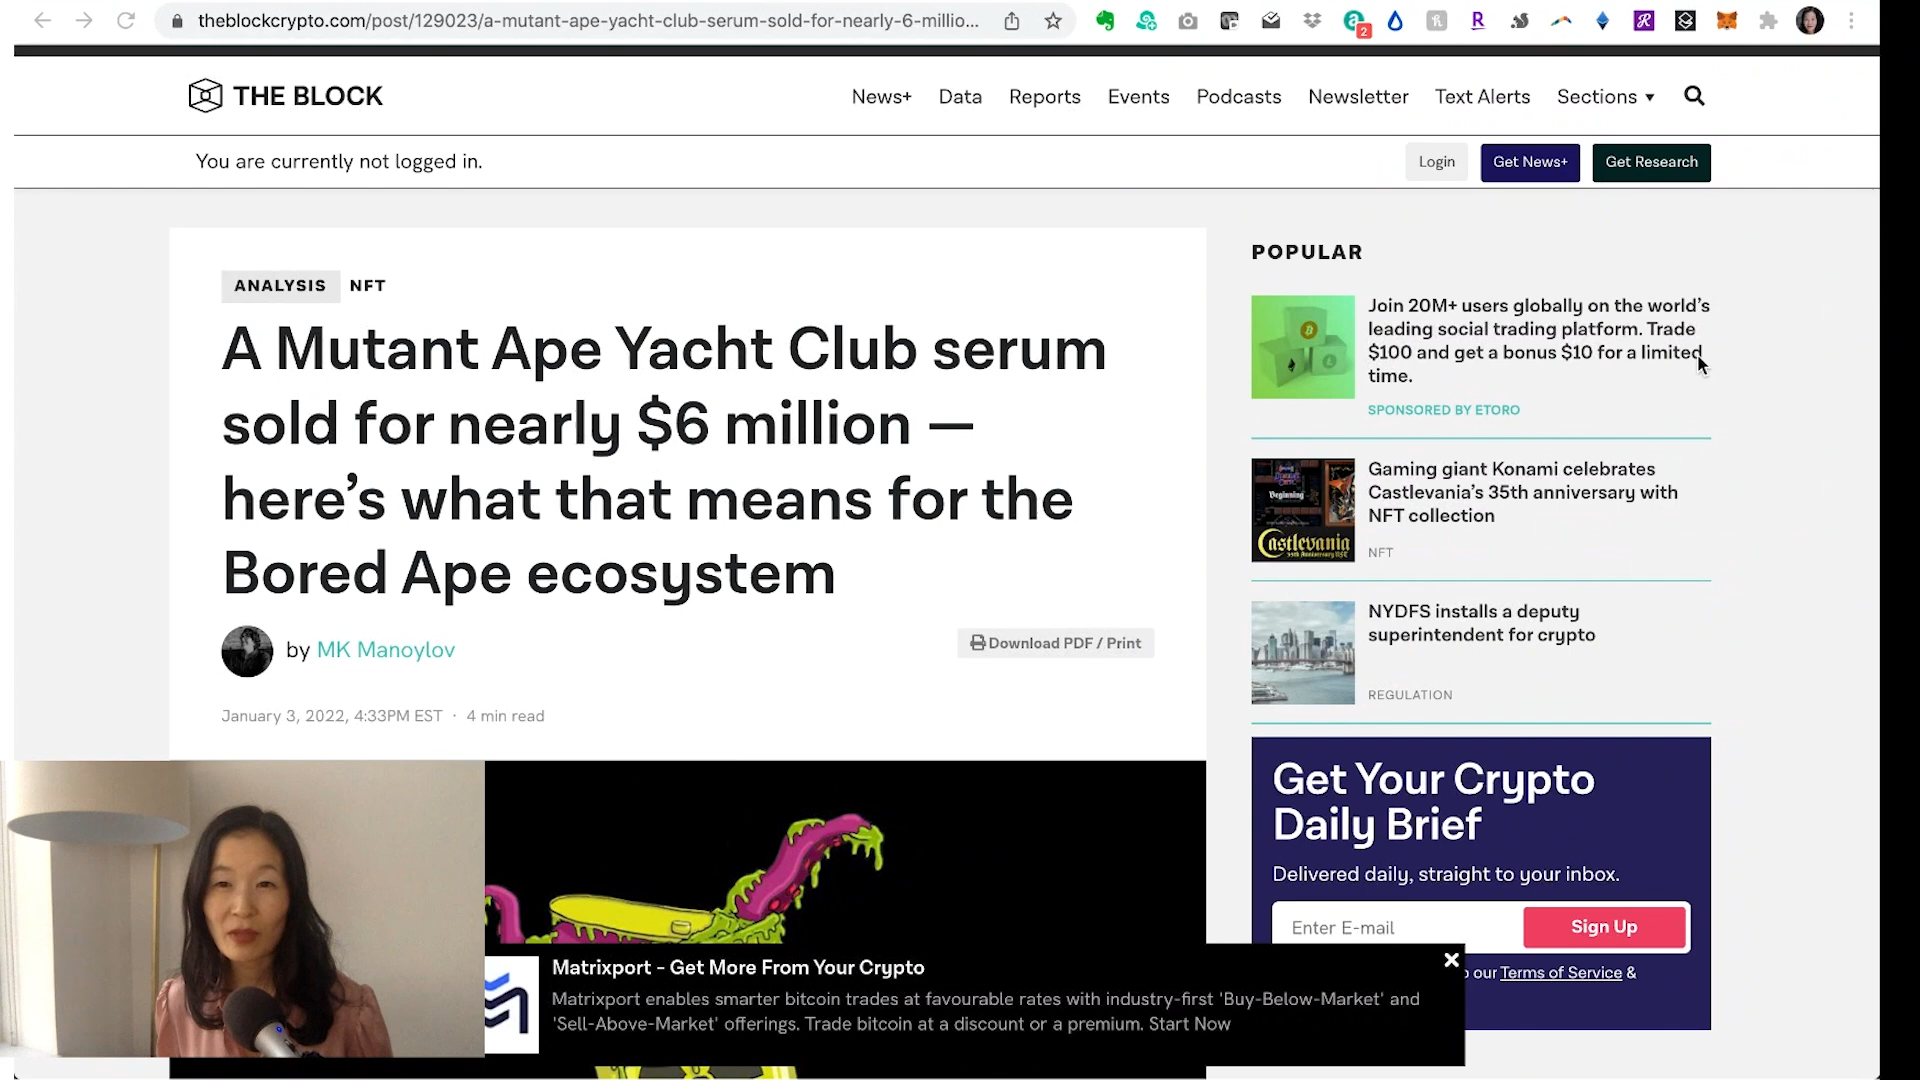 theblockcrypto.com/post/129023/a-mutant-ape-yacht-club-serum-sold-for-nearly-6-millio...
2
THE BLOCK
News+
Data
Reports
Events
Podcasts
Newsletter
Text Alerts
Sections
You are currently not logged in.
Login
Get News+
Get Research
ANALYSIS
NFT
A Mutant Ape Yacht Club serum
sold for nearly $6 million —
here's what that means for the
Bored Ape ecosystem
by MK Manoylov
Download PDF / Print
January 3, 2022, 4:33PM EST · 4 min read
POPULAR
Join 20M+ users globally on the world's
leading social trading platform. Trade
$100 and get a bonus $10 for a limited
time.
SPONSORED BY ETORO
Beginning
Castlevania
Gaming giant Konami celebrates
Castlevania's 35th anniversary with
NFT collection
NFT
NYDFS installs a deputy
superintendent for crypto
REGULATION
Get Your Crypto
Daily Brief
Delivered daily, straight to your inbox.
Enter E-mail
Sign Up
our Terms of Service &
Matrixport - Get More From Your Crypto
Matrixport enables smarter bitcoin trades at favourable rates with industry-first 'Buy-Below-Market' and
'Sell-Above-Market' offerings. Trade bitcoin at a discount or a premium. Start Now